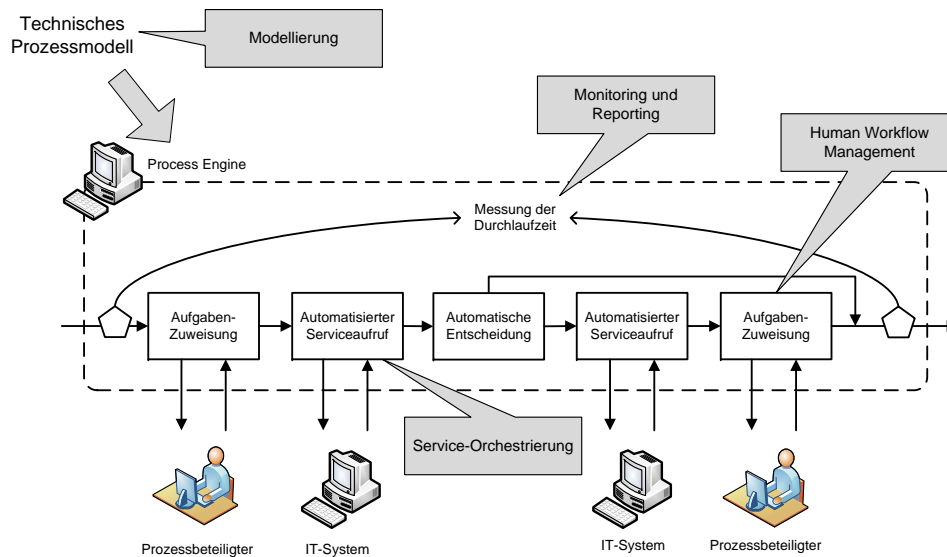 Technisches
Prozessmodell
Modellierung
Monitoring und
Reporting
Human Workflow
Management
Process Engine
Messung der
Durchlaufzeit
Aufgaben-
Zuweisung
Automatisierter
Serviceaufruf
Automatische
Entscheidung
Automatisierter
Serviceaufruf
Aufgaben-
Zuweisung
Service-Orchestrierung
Prozessbeteiligter
IT-System
IT-System
Prozessbeteiligter